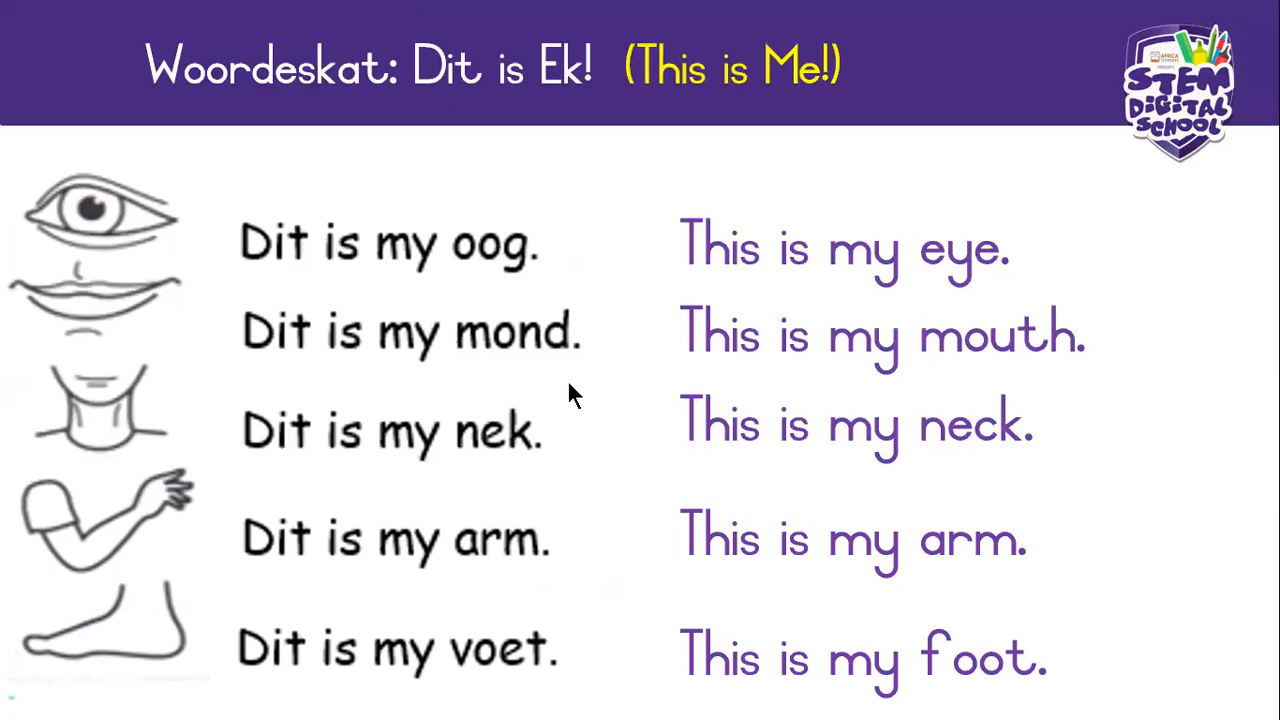 Woordeskat: Dit is Ek! (This is Me!)
STEM
DIGITAL
SCHOOL
Dit is my oog. This is my eye.
Dit is my mond. This is my mouth.
Dit is my nek. This is my neck.
Dit is my arm. This is my arm.
Dit is my voet. This is my foot.